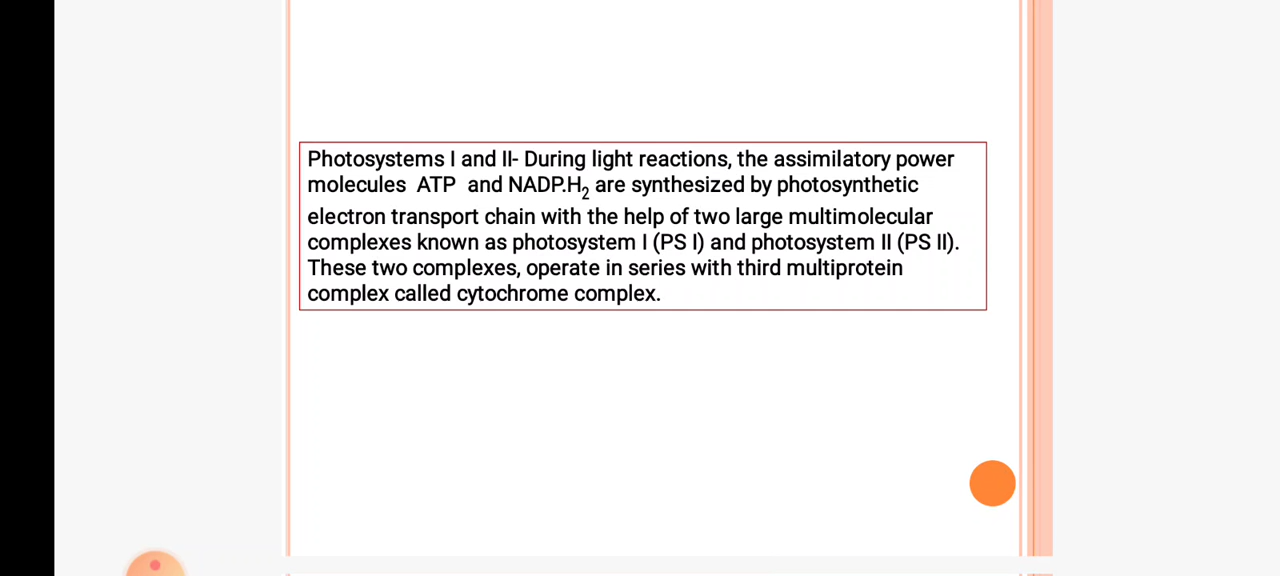 Photosystems I and II- During light reactions, the assimilatory power
molecules ATP and NADP.H₂ are synthesized by photosynthetic
electron transport chain with the help of two large multimolecular
complexes known as photosystem I (PS I) and photosystem II (PS II).
These two complexes, operate in series with third multiprotein
complex called cytochrome complex.